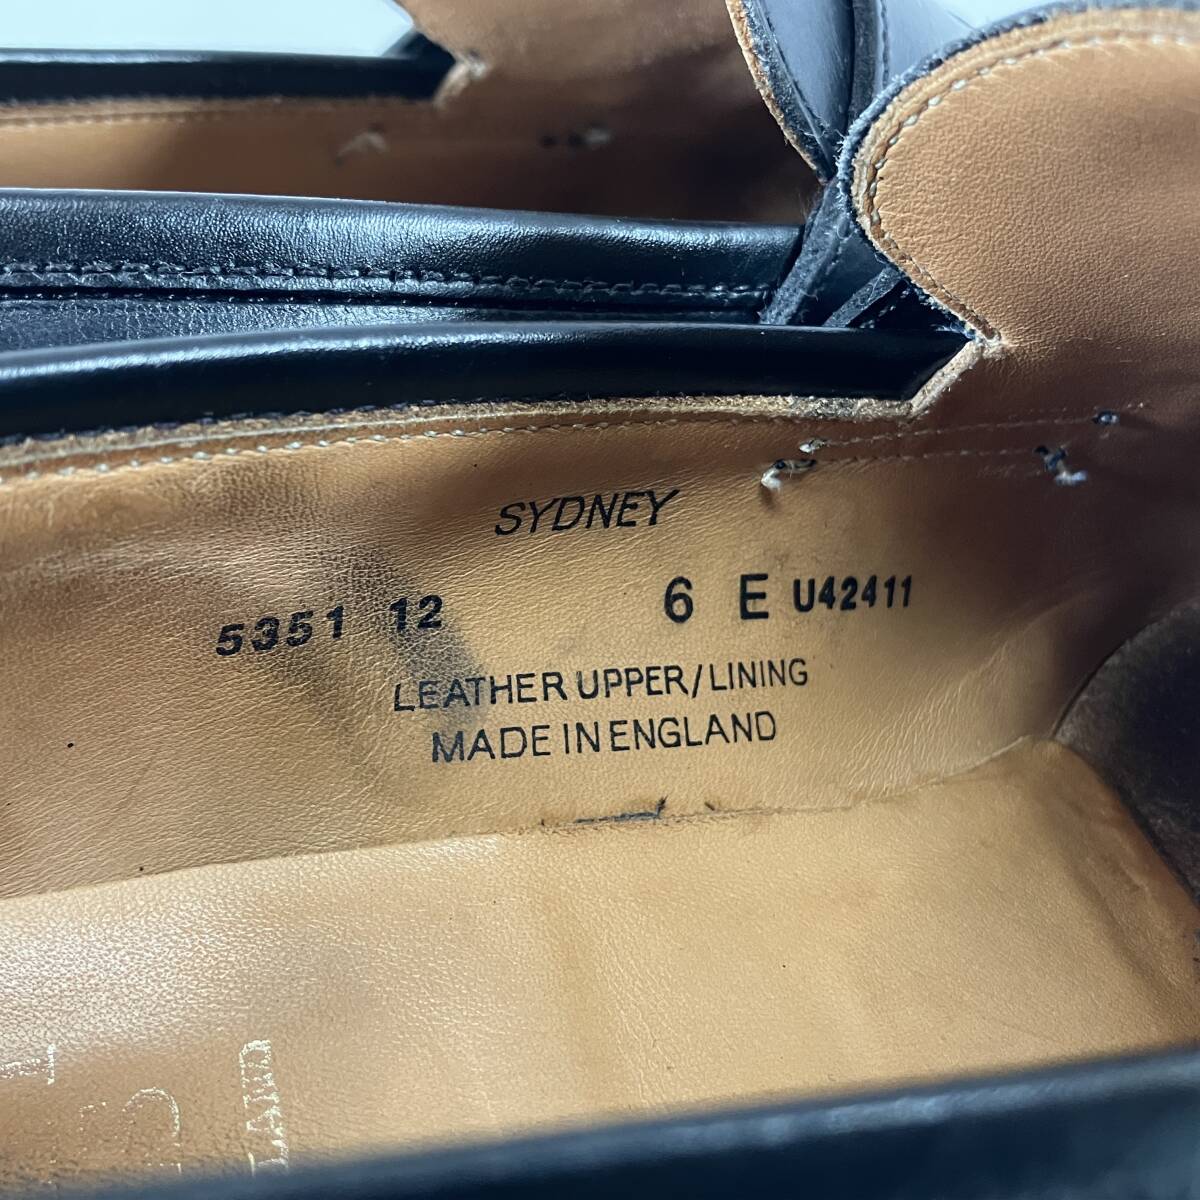 SYDNEY
5351 12 6 E U42411
LEATHER UPPER/LINING
MADE IN ENGLAND